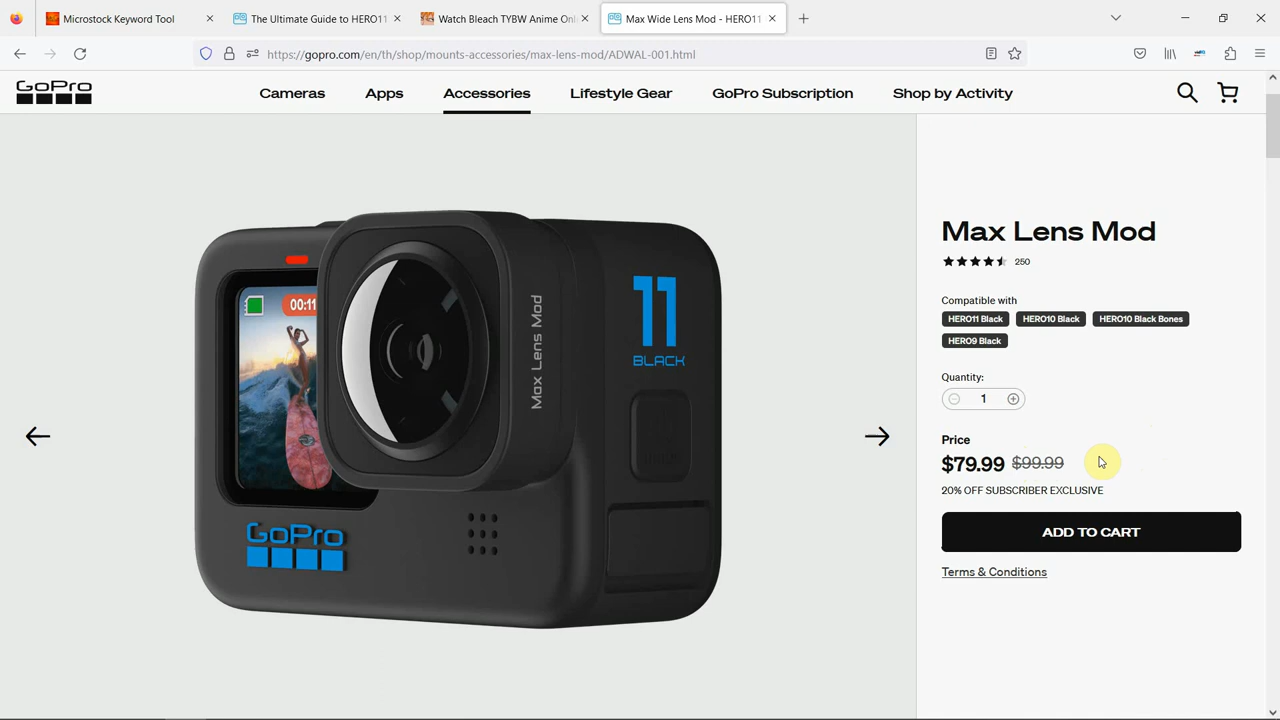 Microstock Keyword Tool
The Ultimate Guide to HERO11
Watch Bleach TYBW Anime Onl
Max Wide Lens Mod - HERO11
https://gopro.com/en/th/shop/mounts-accessories/max-lens-mod/ADWAL-001.html
GoPro
Cameras
Apps
Accessories
Lifestyle Gear
GoPro Subscription
Shop by Activity
00:11
Max Lens Mod
11
BLACK
GoPro
Max Lens Mod
250
Compatible with
HERO11 Black HERO10 Black HERO10 Black Bones
HERO9 Black
Quantity:
1
Price
$79.99 $99.99
20% OFF SUBSCRIBER EXCLUSIVE
ADD TO CART
Terms & Conditions